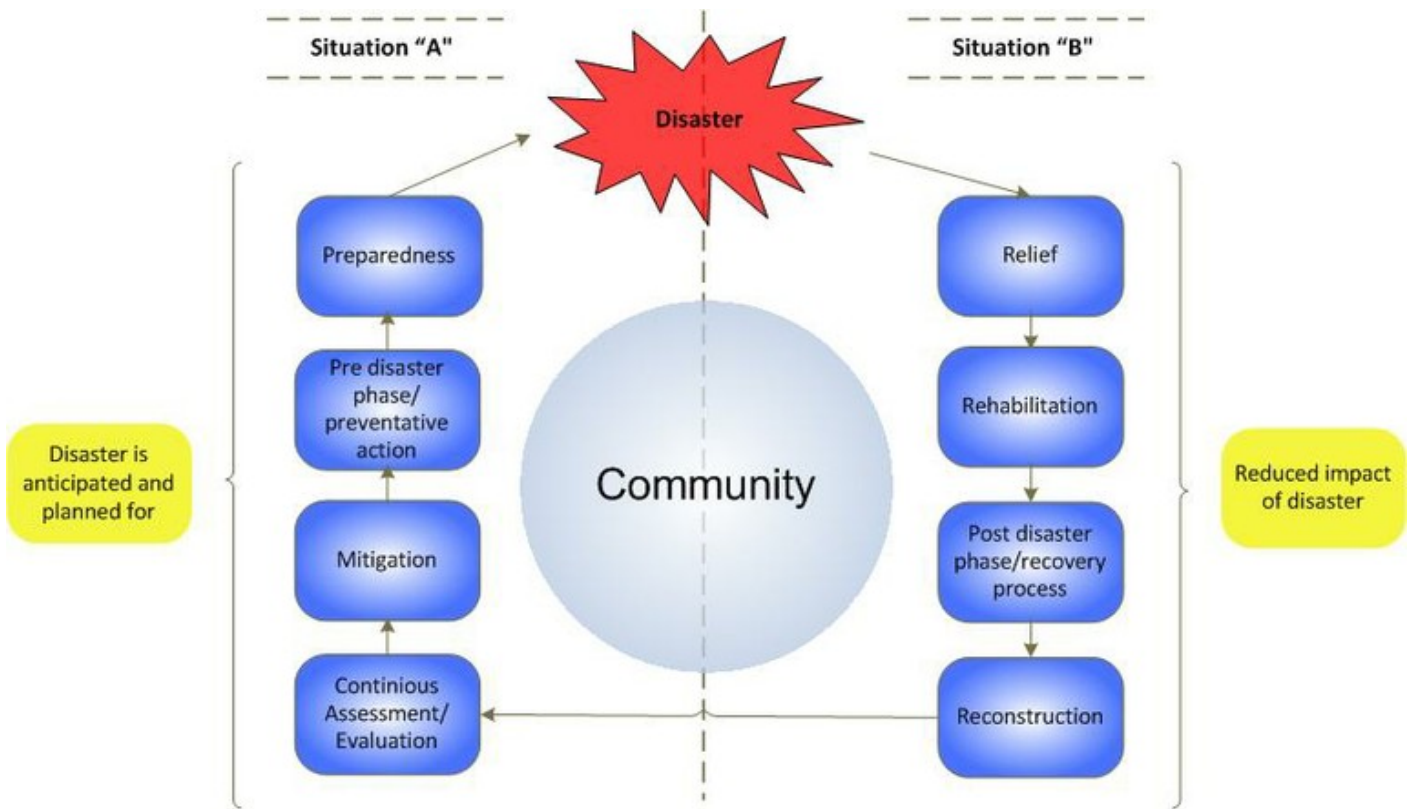 Situation “A"
Situation “B"
Disaster
Preparedness
Pre disaster
phase/
preventative
action
Mitigation
Continious
Assessment/
Evaluation
Disaster is
anticipated and
planned for
Community
Relief
Rehabilitation
Post disaster
phase/recovery
process
Reconstruction
Reduced impact
of disaster